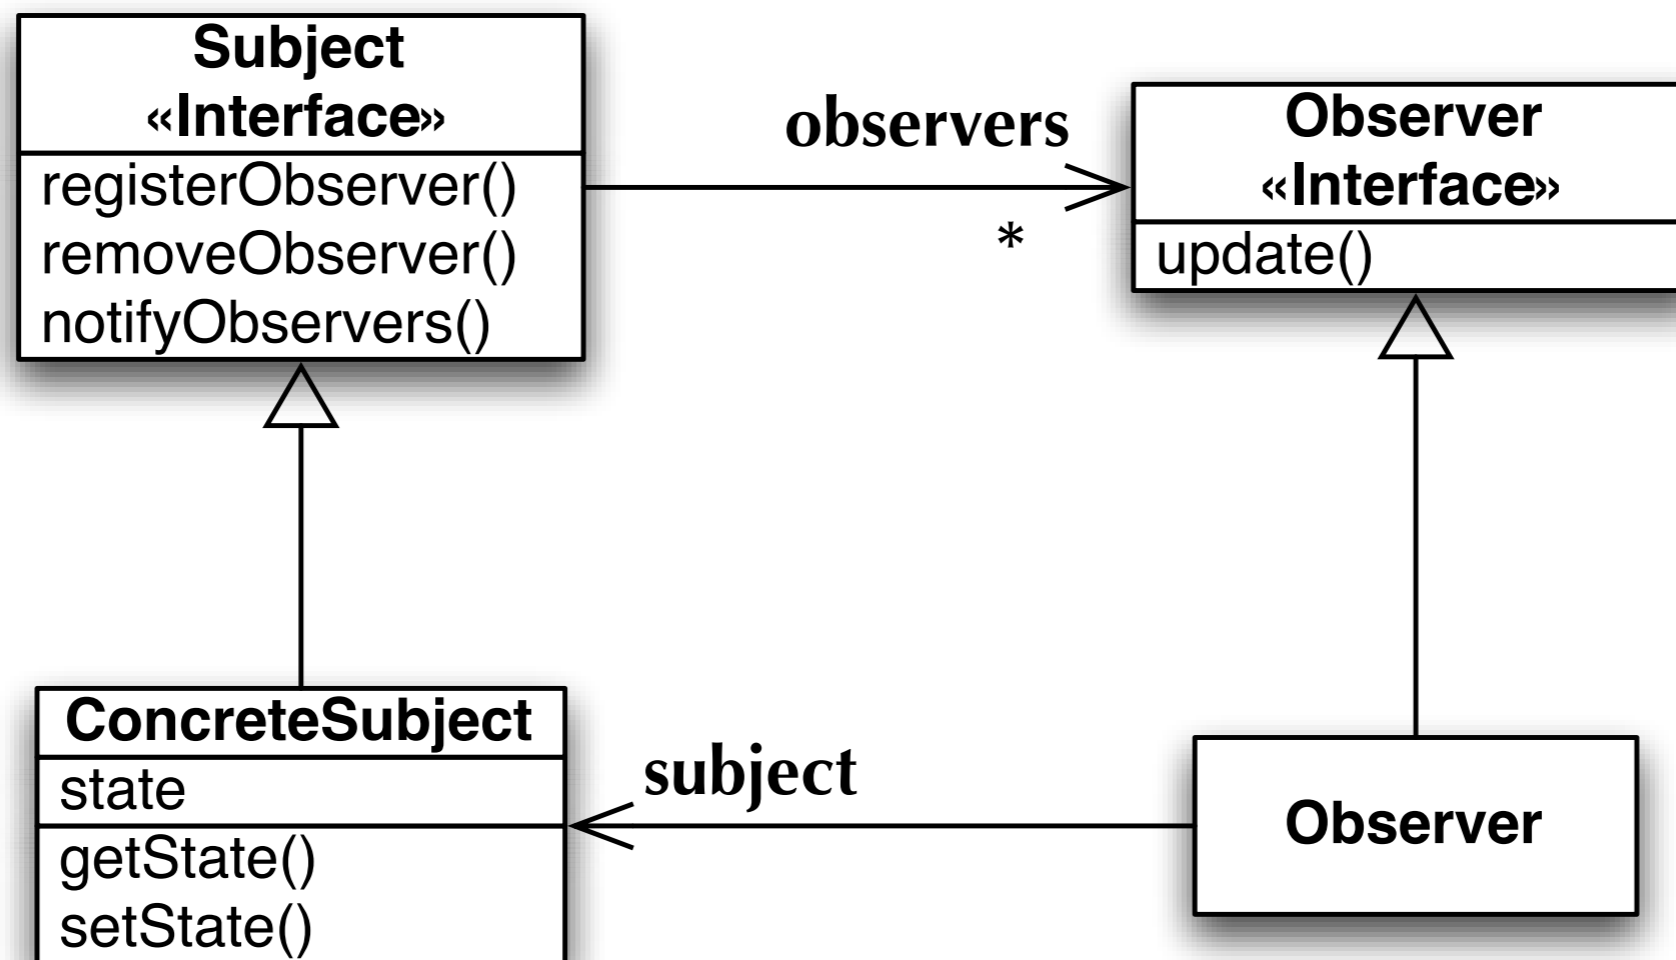 Subject
«Interface»
registerObserver()
removeObserver()
notifyObservers()
observers
*
Observer
«Interface»
update()
ConcreteSubject
state
getState()
setState()
subject
Observer